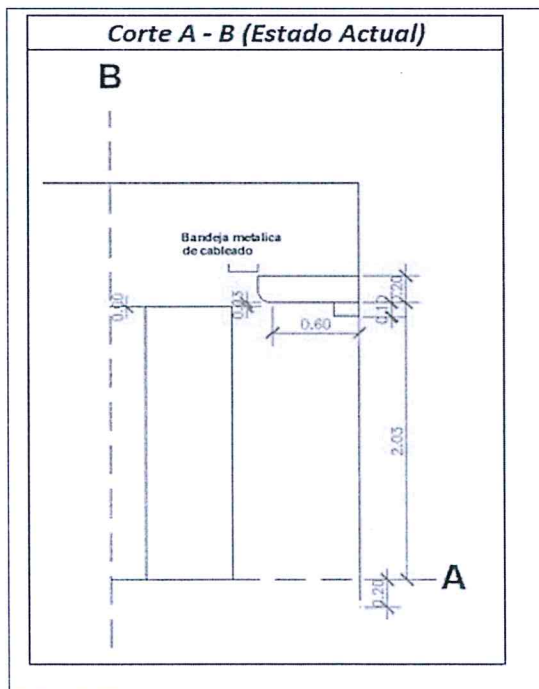 Corte A - B (Estado Actual)
B
Bandeja metalica
de cableado
0.00
0.03
0.10
0.20
0.60
2.03
A
0.20